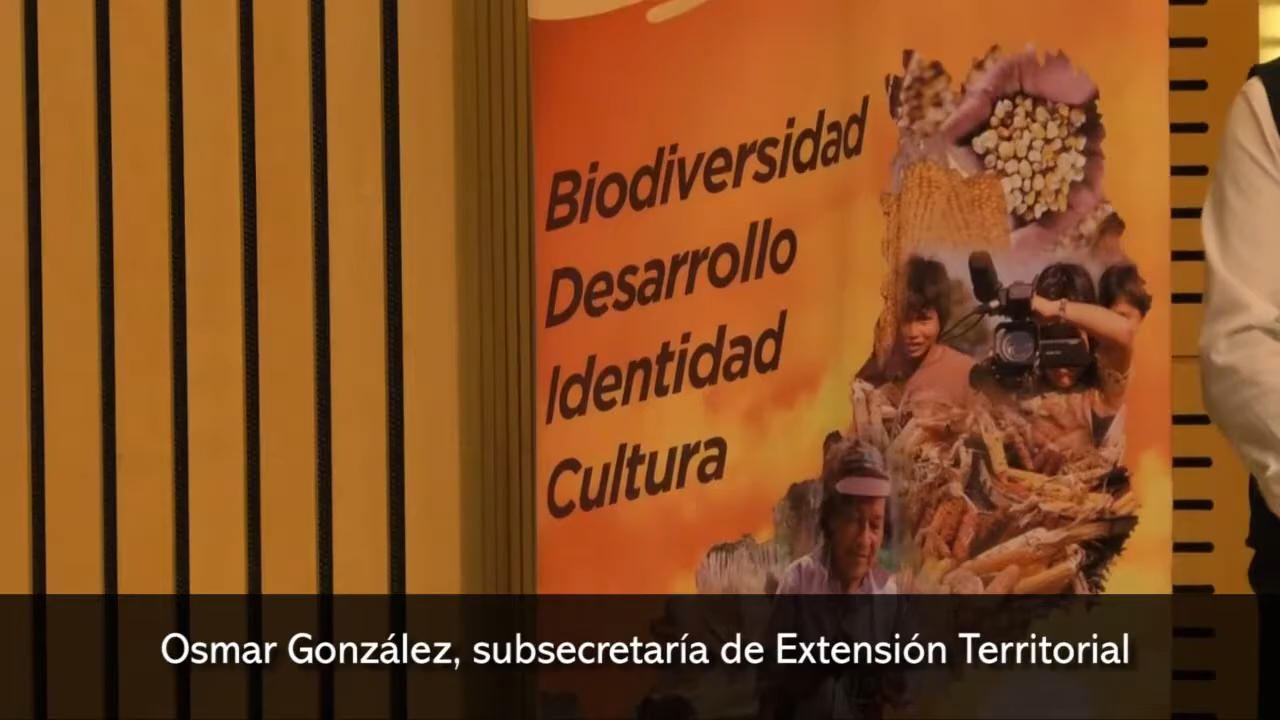 Biodiversidad
Desarrollo
Identidad
Cultura
Osmar González, subsecretaría de Extensión Territorial